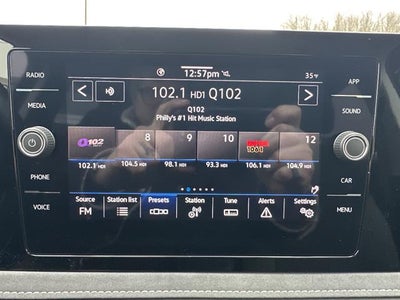 RADIO
MEDIA
PHONE
VOICE
12:57pm
35°F
102.1 HD1 Q102
Q102
Philly's #1 Hit Music Station
Q102 8 9 10 106.1 12
102.1 HD1 104.5 HD1 98.1 HD1 93.3 HD1 106.1 HD1 104.9 HD1
Source Station list Presets Station Tune Alerts Settings
FM
APP
SOUND
CAR
MENU